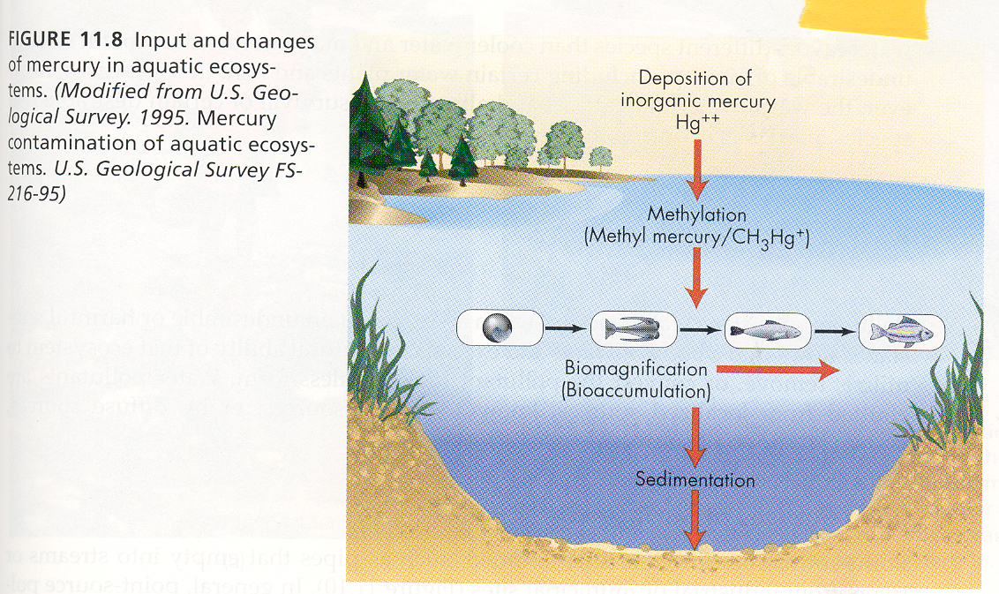 FIGURE 11.8 Input and changes
of mercury in aquatic ecosys-
tems. (Modified from U.S. Geo-
logical Survey. 1995. Mercury
contamination of aquatic ecosys-
tems. U.S. Geological Survey FS-
216-95)
Deposition of
inorganic mercury
Hg++
Methylation
(Methyl mercury/CH₃Hg⁺)
Biomagnification
(Bioaccumulation)
Sedimentation